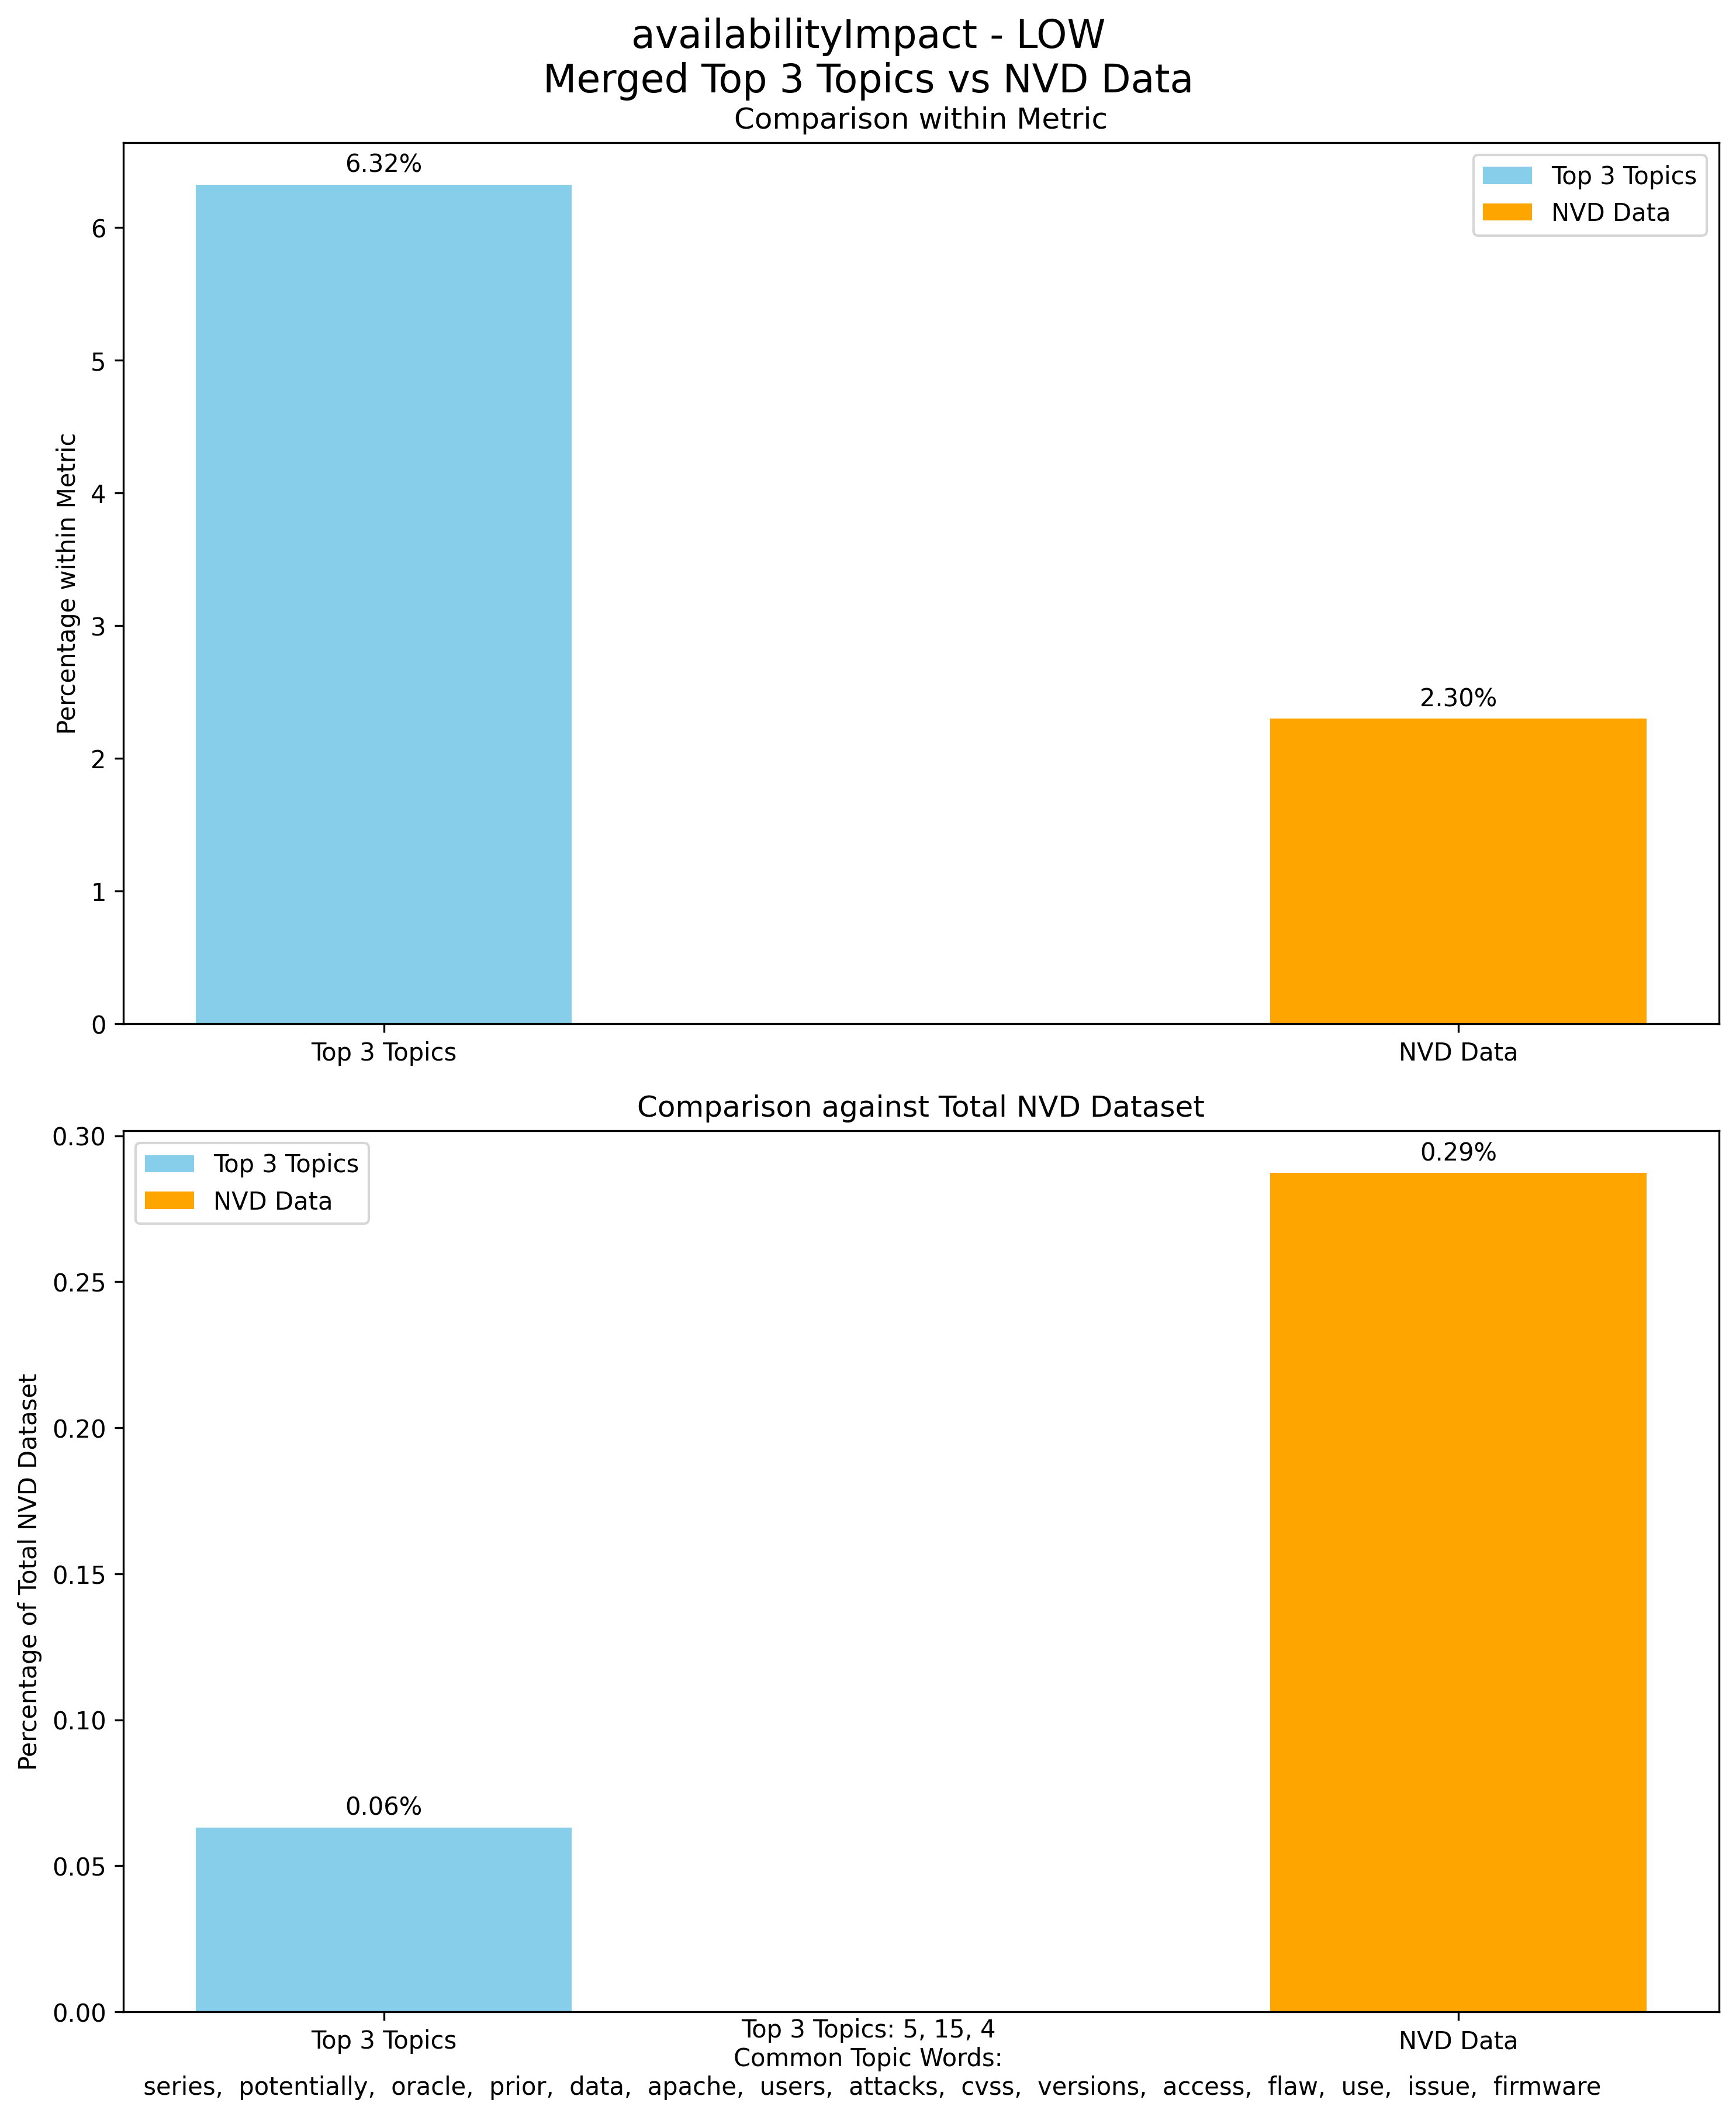 availabilityImpact - LOW
Merged Top 3 Topics vs NVD Data
Comparison within Metric
6.32%
Top 3 Topics
NVD Data
6
5
4
3
2
1
0
Percentage within Metric
2.30%
Top 3 Topics
NVD Data
Comparison against Total NVD Dataset
0.30
0.25
0.20
0.15
0.10
0.05
0.00
Percentage of Total NVD Dataset
Top 3 Topics
NVD Data
0.29%
0.06%
Top 3 Topics
NVD Data
Top 3 Topics: 5, 15, 4
Common Topic Words:
series, potentially, oracle, prior, data, apache, users, attacks, cvss, versions, access, flaw, use, issue, firmware